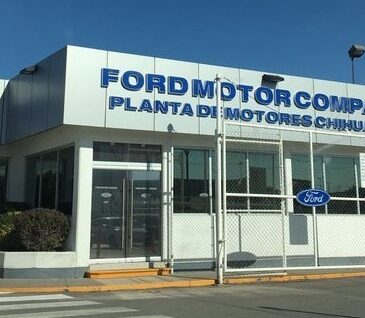 FORD MOTOR COMPA
PLANTA DE MOTORES CHIHUA
Ford